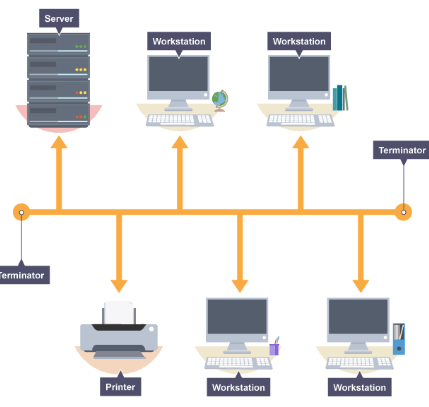 Server
Workstation
Workstation
Terminator
Terminator
Printer
Workstation
Workstation